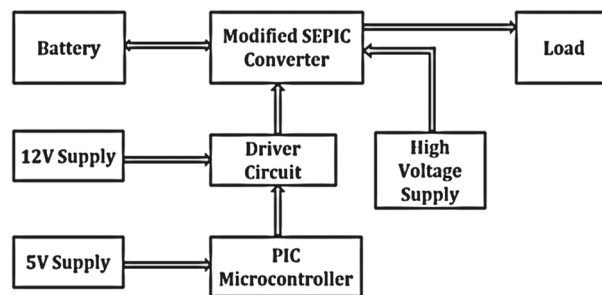 Battery
Modified SEPIC
Converter
Load
12V Supply
Driver
Circuit
High
Voltage
Supply
5V Supply
PIC
Microcontroller